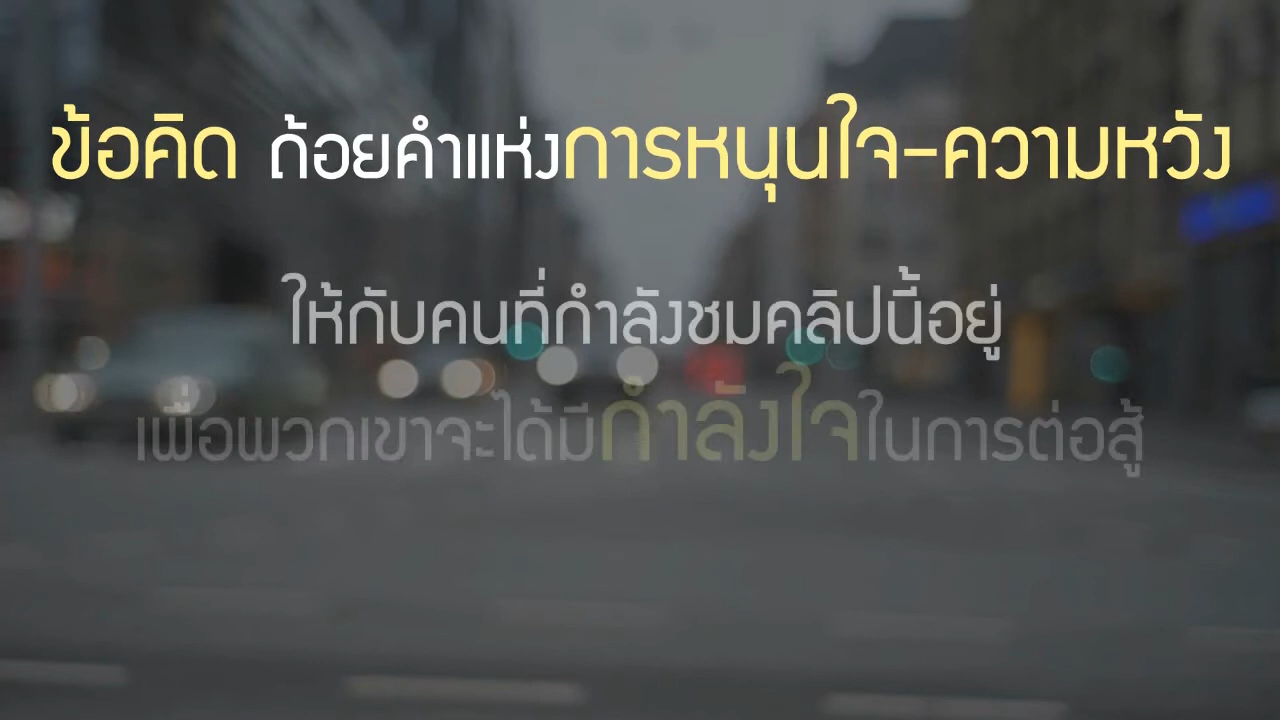 ข้อคิด ถ้อยคำแห่งการหนุนใจ-ความหวัง
ให้กับคนที่กำลังชมคลิปนี้อยู่
เพื่อพวกเขาจะได้มีกำลังใจในการต่อสู้